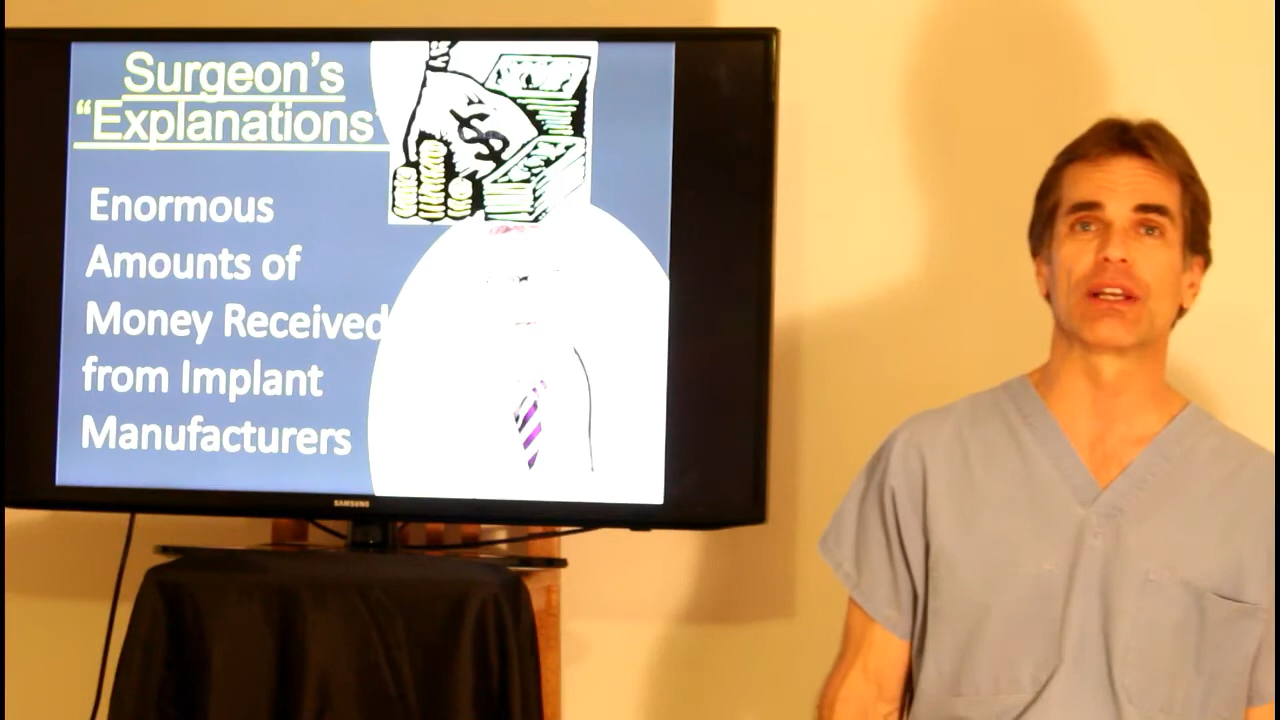 Surgeon's
"Explanations"
Enormous
Amounts of
Money Received
from Implant
Manufacturers
SAMSUNG